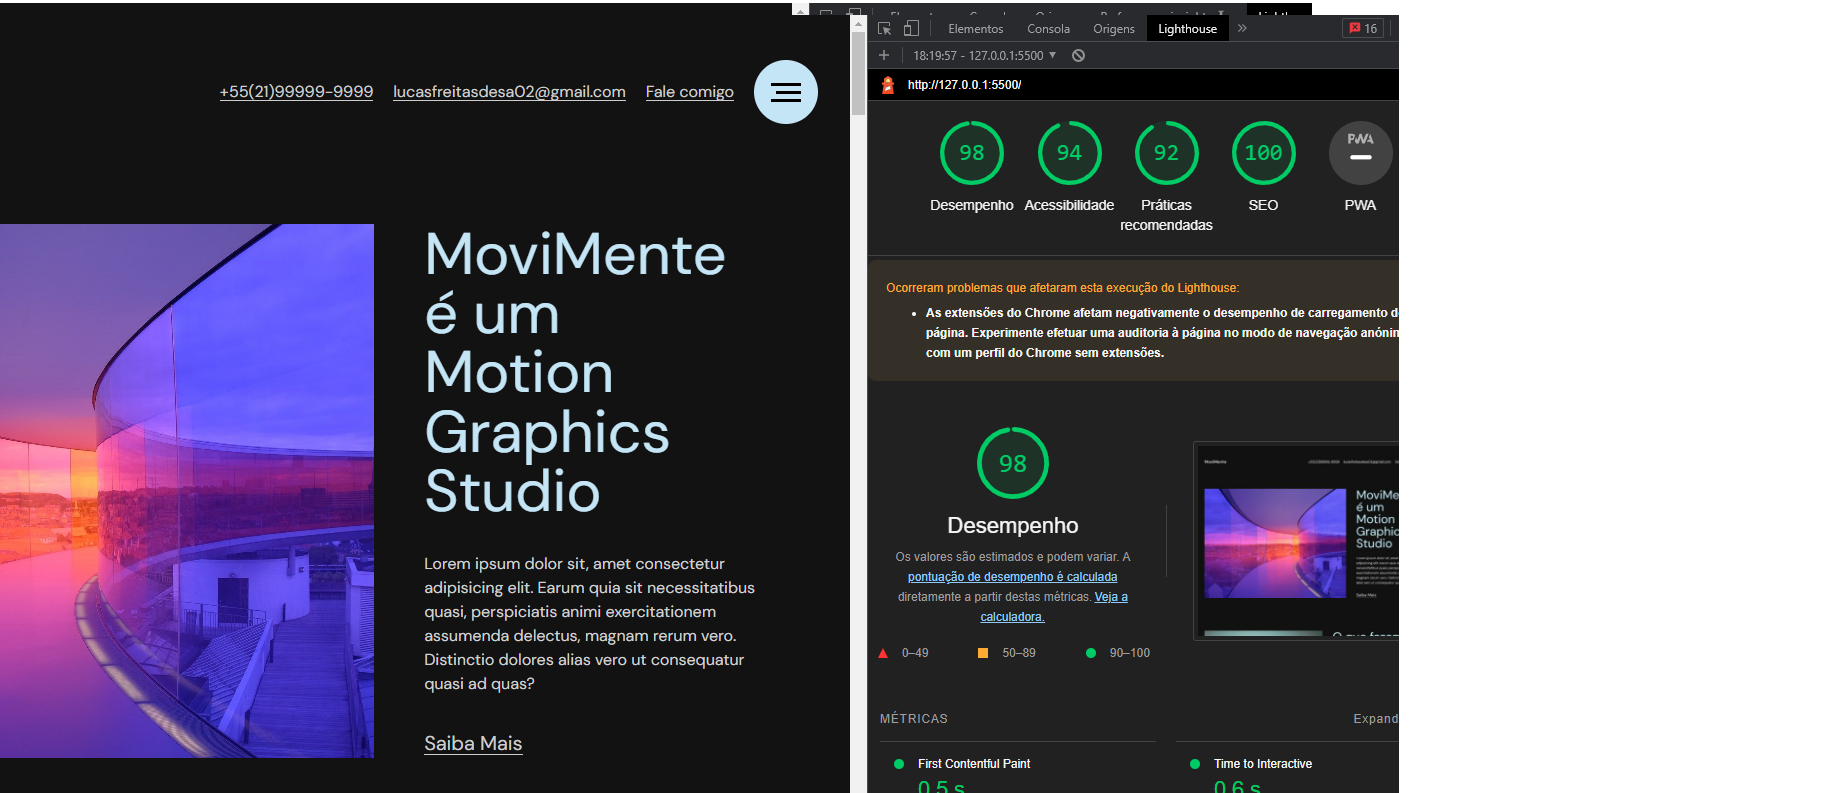 +55(21)99999-9999 lucasfreitasdesa02@gmail.com Fale comigo
MoviMente
é um
Motion
Graphics
Studio
Lorem ipsum dolor sit, amet consectetur
adipisicing elit. Earum quia sit necessitatibus
quasi, perspiciatis animi exercitationem
assumenda delectus, magnam rerum vero.
Distinctio dolores alias vero ut consequatur
quasi ad quas?
Saiba Mais
Elementos Consola Origens Lighthouse » 16
18:19:57 - 127.0.0.1:5500
http://127.0.0.1:5500/
98 94 92 100 PWA
Desempenho Acessibilidade Práticas recomendadas SEO PWA
Ocorreram problemas que afetaram esta execução do Lighthouse:
As extensões do Chrome afetam negativamente o desempenho de carregamento d
página. Experimente efetuar uma auditoria à página no modo de navegação anónin
com um perfil do Chrome sem extensões.
98
Desempenho
Os valores são estimados e podem variar. A
pontuação de desempenho é calculada
diretamente a partir destas métricas. Veja a
calculadora.
0–49 50–89 90–100
MoviMe
é um
Motion
Graphic
Studio
Saiba Mais
MÉTRICAS Expand
First Contentful Paint Time to Interactive
0,5 s 0,6 s